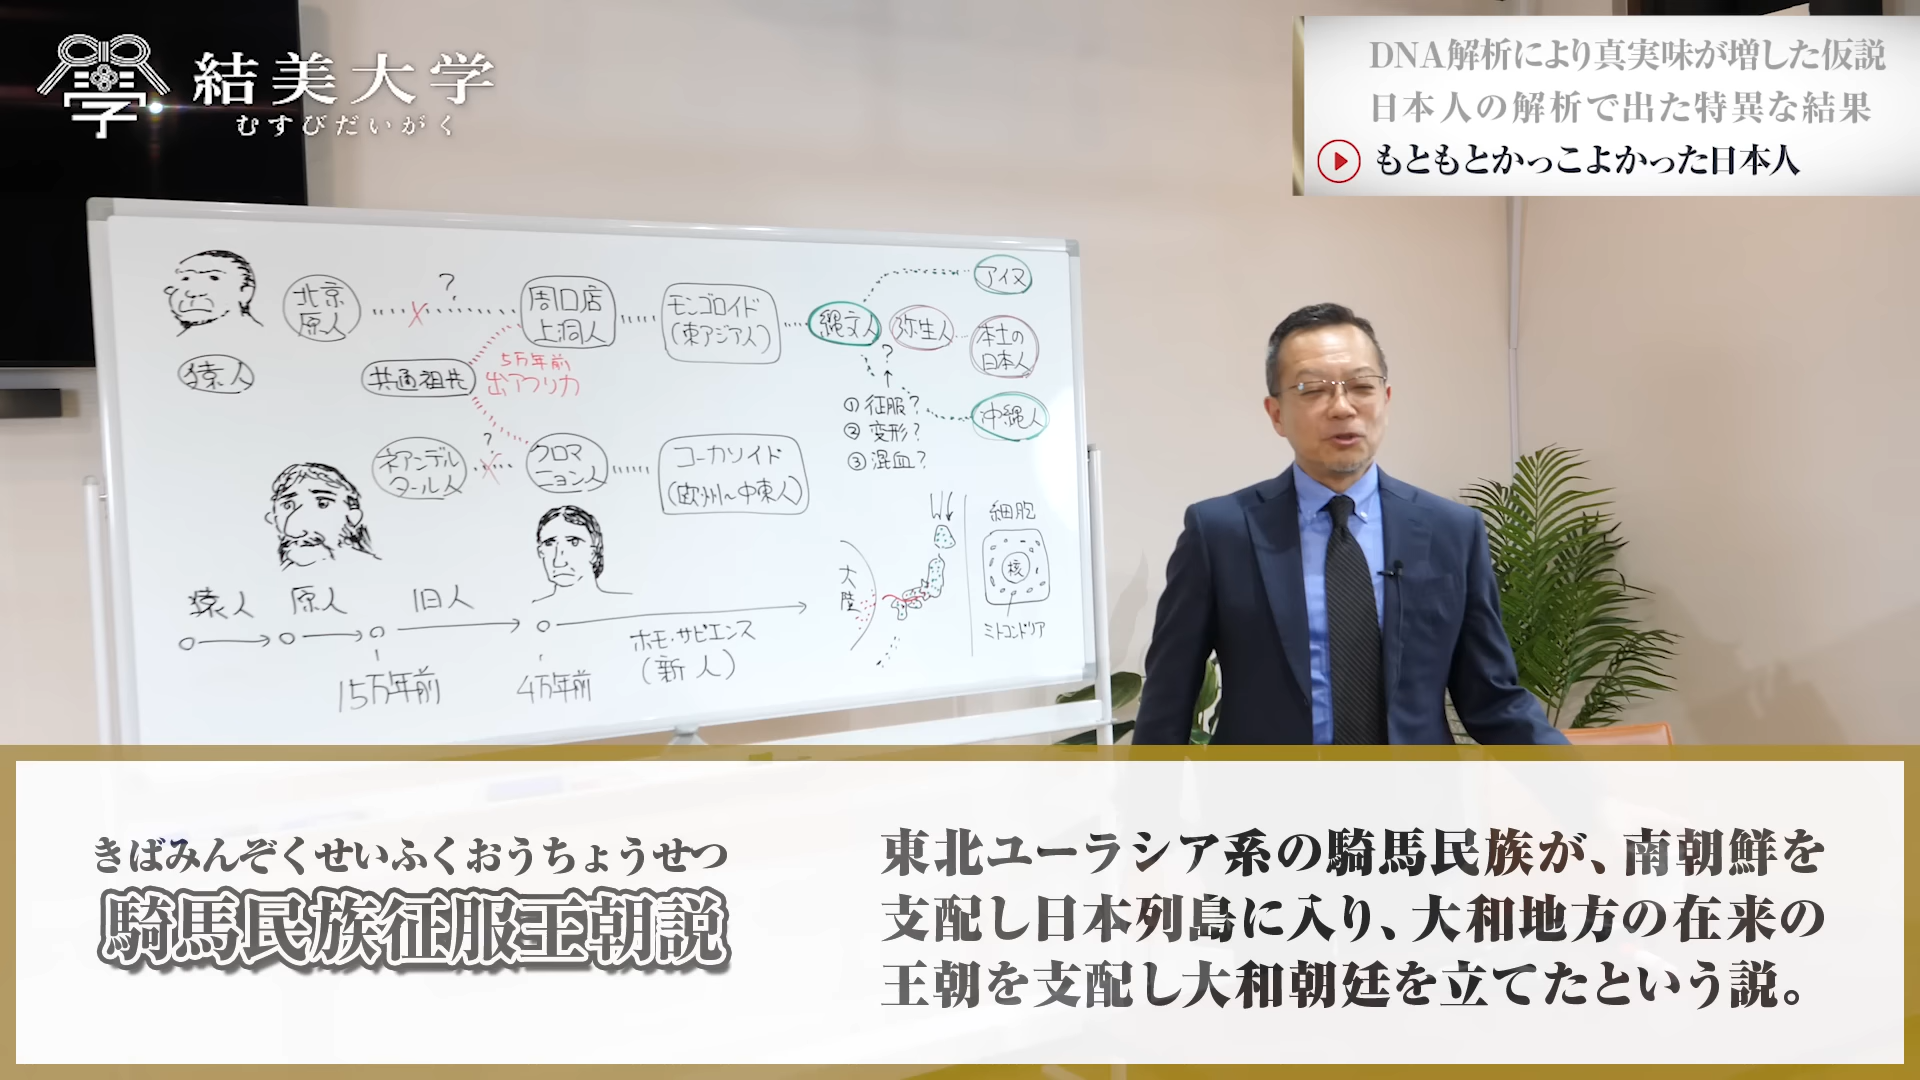 結美大学
むすびだいがく
DNA解析により真実味が増した仮説
日本人の解析で出た特異な結果
もともとかっこよかった日本人
北京
原人
?
周口店
上洞人
モンゴロイド
(東アジア人)
縄文人
弥生人
アイヌ
本土の
日本人
沖縄人
猿人
共通祖先
5万年前
出アフリカ
?
① 征服?
② 変形?
③ 混血?
ネアンデル
タール人
?
クロマ
ニョン人
コーカソイド
(欧州~中東人)
大陸
細胞
核
ミトコンドリア
猿人
原人
旧人
ホモ・サピエンス
(新人)
15万年前
4万年前
きばみんぞくせいふくおうちょうせつ
騎馬民族征服王朝説
東北ユーラシア系の騎馬民族が、南朝鮮を
支配し日本列島に入り、大和地方の在来の
王朝を支配し大和朝廷を立てたという説。